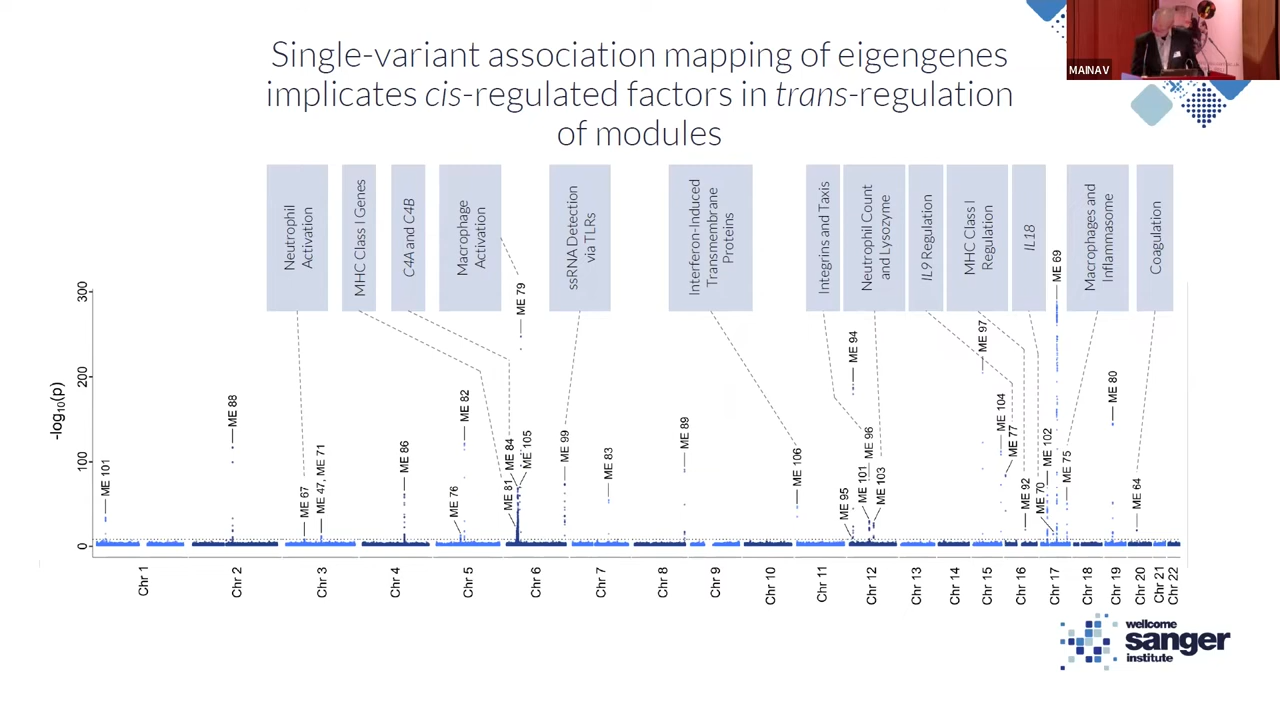 Single-variant association mapping of eigengenes
implicates cis-regulated factors in trans-regulation
of modules
MAINAV
Neutrophil
Activation
MHC Class I Genes
C4A and C4B
Macrophage
Activation
ssRNA Detection
via TLRs
Interferon-Induced
Transmembrane
Proteins
Integrins and Taxis
Neutrophil Count
and Lysozyme
IL9 Regulation
MHC Class I
Regulation
IL18
Macrophages and
Inflammasome
Coagulation
-log10(p)
300
200
100
0
ME 101
ME 88
ME 67
ME 47, ME 71
ME 86
ME 76
ME 82
ME 81
ME 84
ME 79
ME 105
ME 99
ME 83
ME 89
ME 106
ME 95
ME 94
ME 101
ME 96
ME 103
ME 97
ME 104
ME 77
ME 92
ME 70
ME 102
ME 69
ME 75
ME 80
ME 64
Chr 1
Chr 2
Chr 3
Chr 4
Chr 5
Chr 6
Chr 7
Chr 8
Chr 9
Chr 10
Chr 11
Chr 12
Chr 13
Chr 14
Chr 15
Chr 16
Chr 17
Chr 18
Chr 19
Chr 20
Chr 21
Chr 22
wellcome
sanger
institute